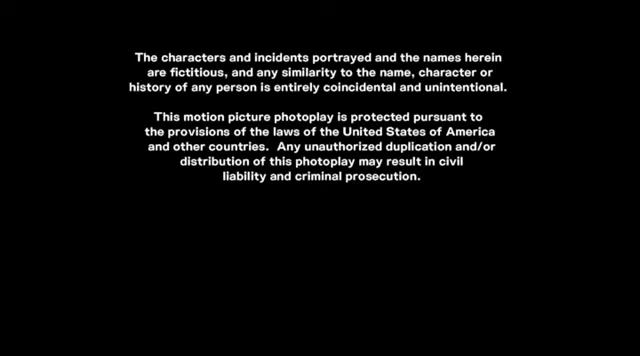 The characters and incidents portrayed and the names herein
are fictitious, and any similarity to the name, character or
history of any person is entirely coincidental and unintentional.
This motion picture photoplay is protected pursuant to
the provisions of the laws of the United States of America
and other countries.  Any unauthorized duplication and/or
distribution of this photoplay may result in civil
liability and criminal prosecution.